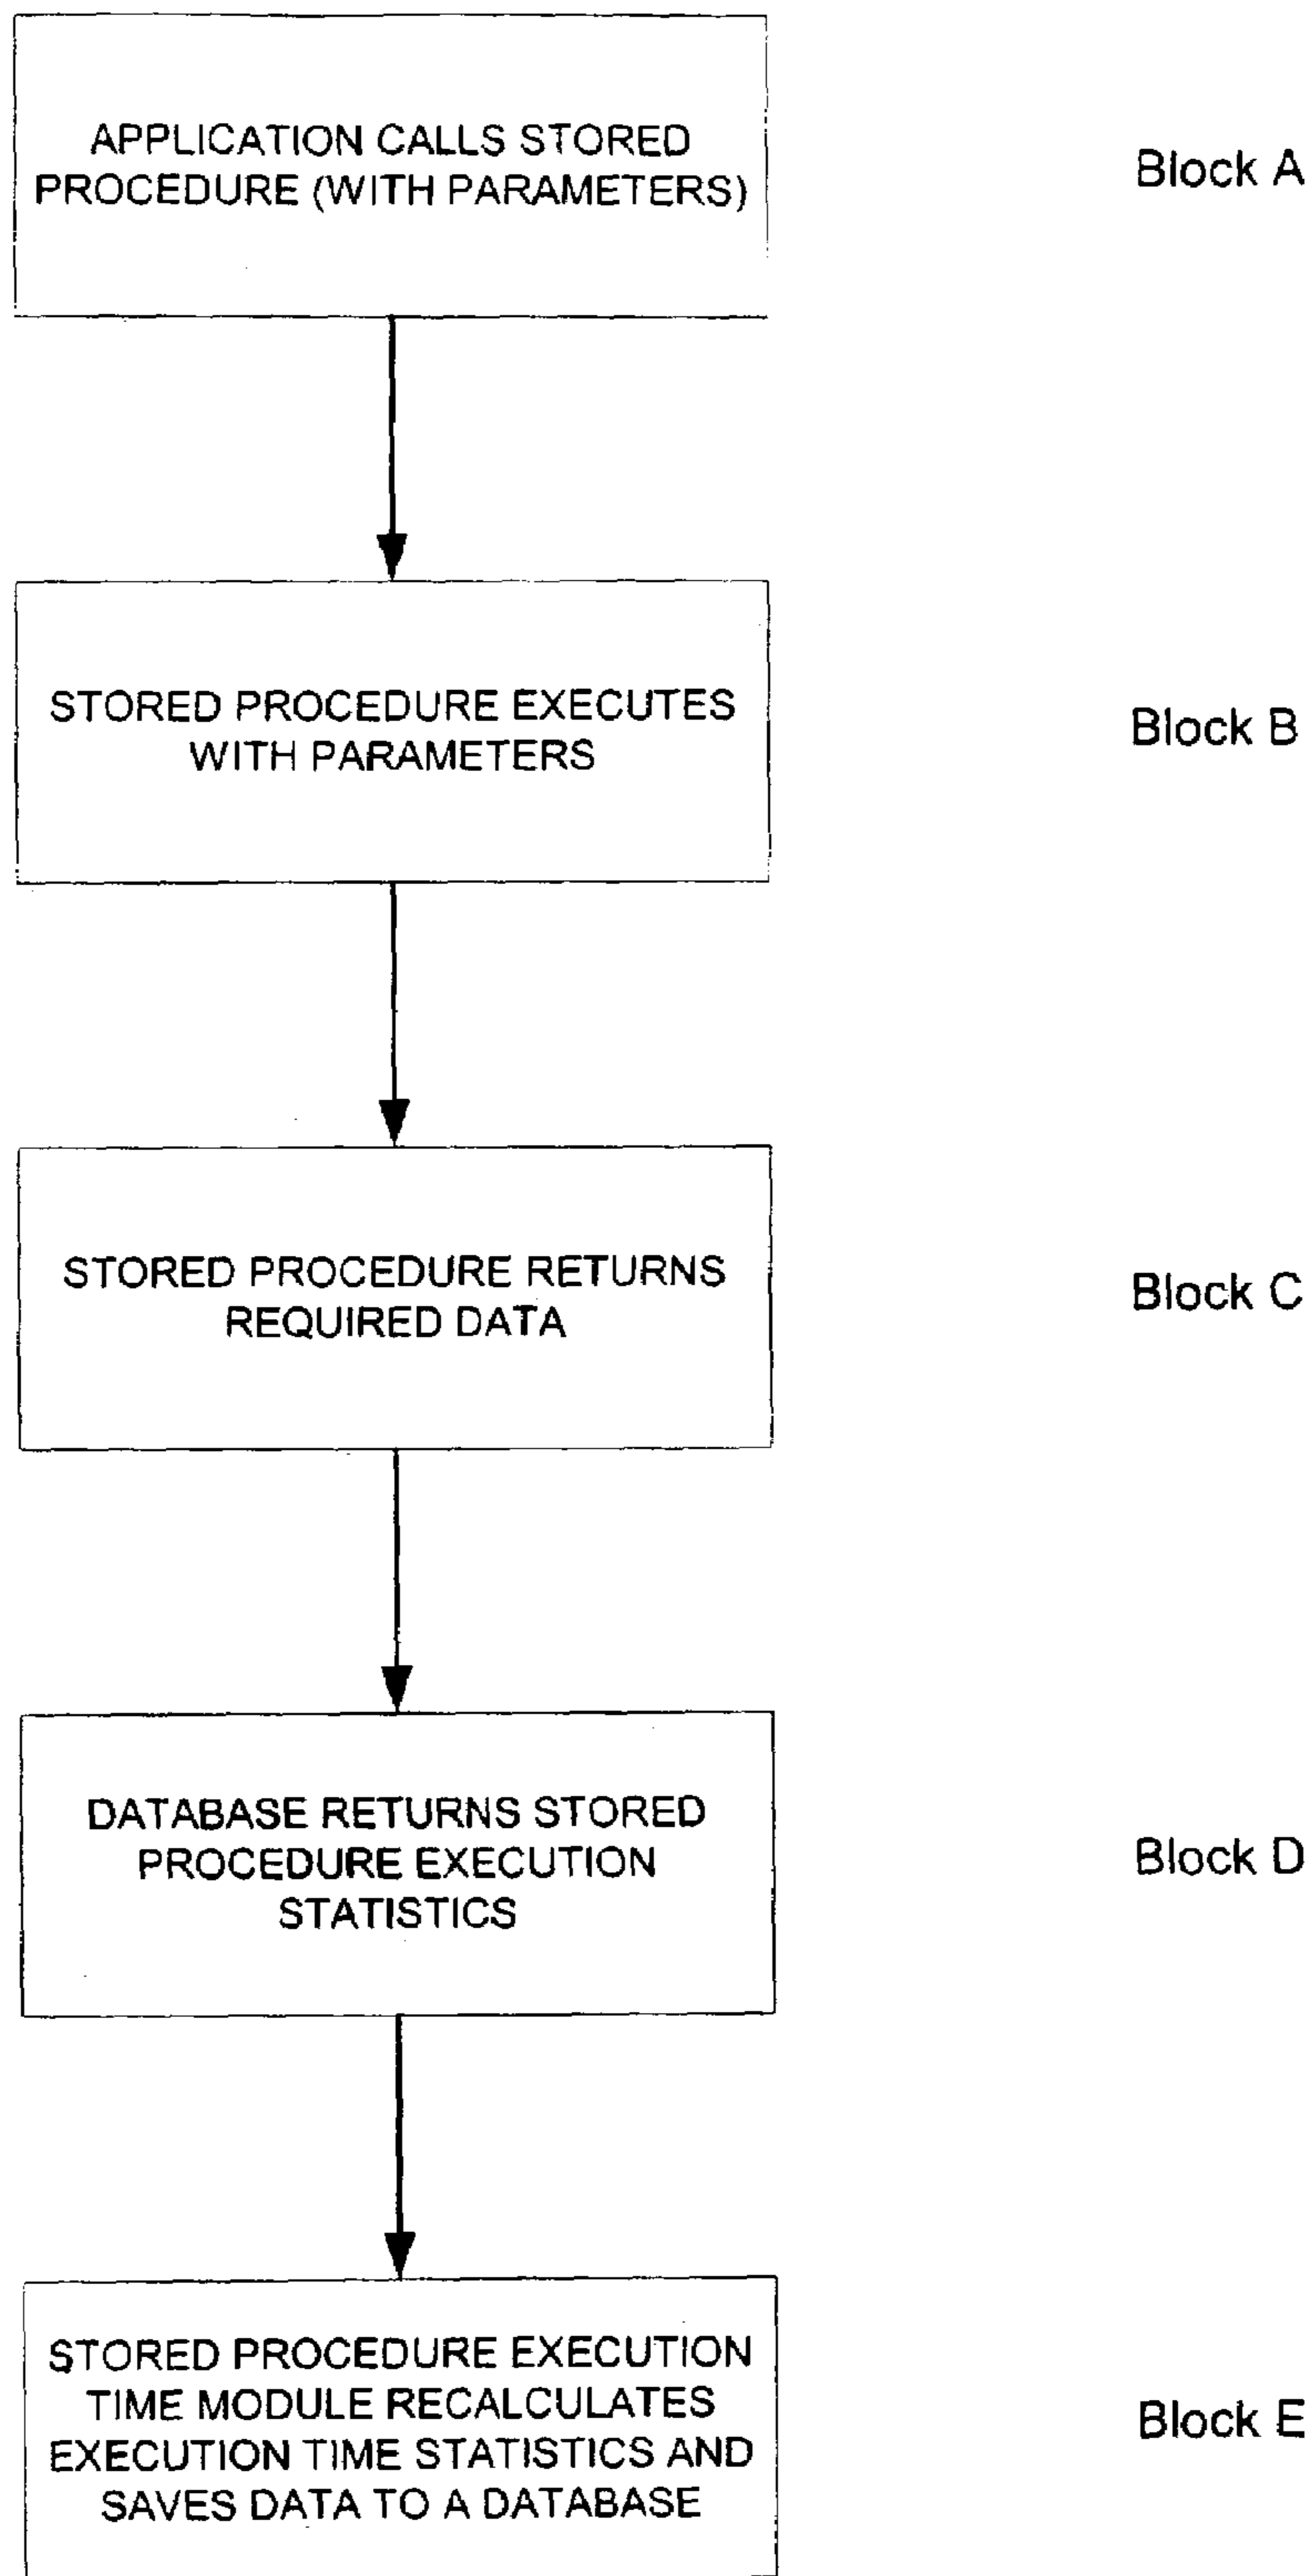 APPLICATION CALLS STORED
PROCEDURE (WITH PARAMETERS)
Block A
STORED PROCEDURE EXECUTES
WITH PARAMETERS
Block B
STORED PROCEDURE RETURNS
REQUIRED DATA
Block C
DATABASE RETURNS STORED
PROCEDURE EXECUTION
STATISTICS
Block D
STORED PROCEDURE EXECUTION
TIME MODULE RECALCULATES
EXECUTION TIME STATISTICS AND
SAVES DATA TO A DATABASE
Block E